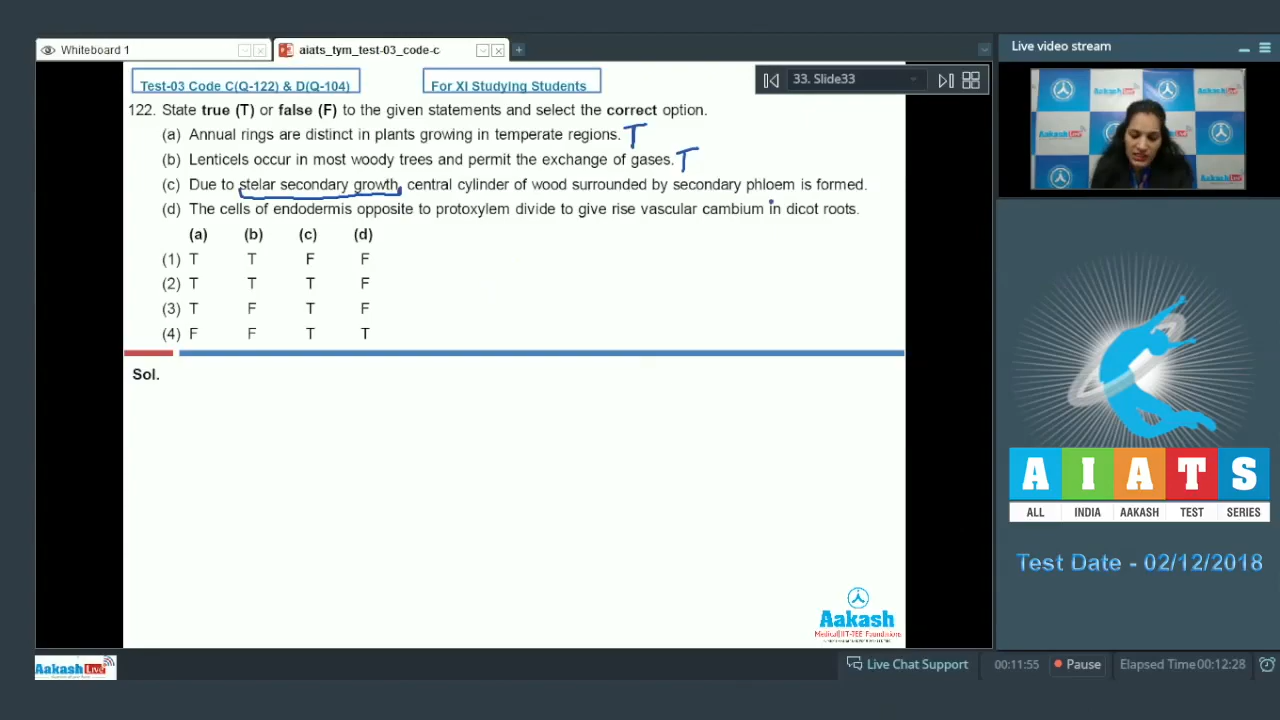 Whiteboard 1
aiats_tym_test-03_code-c
Live video stream
Test-03 Code C(Q-122) & D(Q-104)
For XI Studying Students
33. Slide33
122. State true (T) or false (F) to the given statements and select the correct option.
(a) Annual rings are distinct in plants growing in temperate regions. T
(b) Lenticels occur in most woody trees and permit the exchange of gases. T
(c) Due to stelar secondary growth, central cylinder of wood surrounded by secondary phloem is formed.
(d) The cells of endodermis opposite to protoxylem divide to give rise vascular cambium in dicot roots.
(a) (b) (c) (d)
(1) T T F F
(2) T T T F
(3) T F T F
(4) F F T T
Sol.
AIATS
ALL INDIA AAKASH TEST SERIES
Test Date - 02/12/2018
Aakash
Medical|IIT-JEE|Foundations
Aakash Live
Live Chat Support
00:11:55
Pause
Elapsed Time 00:12:28